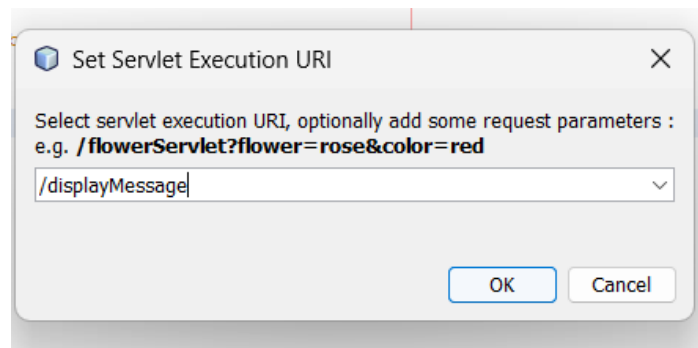 Set Servlet Execution URI
Select servlet execution URI, optionally add some request parameters :
e.g. /flowerServlet?flower=rose&color=red
/displayMessage
OK Cancel